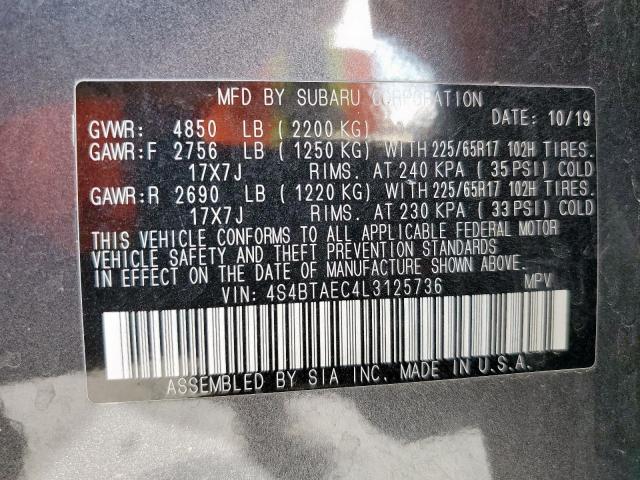 MFD BY SUBARU CORPORATION
DATE: 10/19
GVWR: 4850 LB ( 2200 KG)
GAWR:F 2756 LB ( 1250 KG) WITH 225/65R17 102H TIRES.
17X7J RIMS. AT 240 KPA ( 35 PSI) COLD
GAWR:R 2690 LB ( 1220 KG) WITH 225/65R17 102H TIRES.
17X7J RIMS. AT 230 KPA ( 33 PSI) COLD
THIS VEHICLE CONFORMS TO ALL APPLICABLE FEDERAL MOTOR
VEHICLE SAFETY AND THEFT PREVENTION STANDARDS
IN EFFECT ON THE DATE OF MANUFACTURE SHOWN ABOVE.
VIN: 4S4BTAEC4L3125736 MPV
ASSEMBLED BY SIA INC. MADE IN U.S.A.